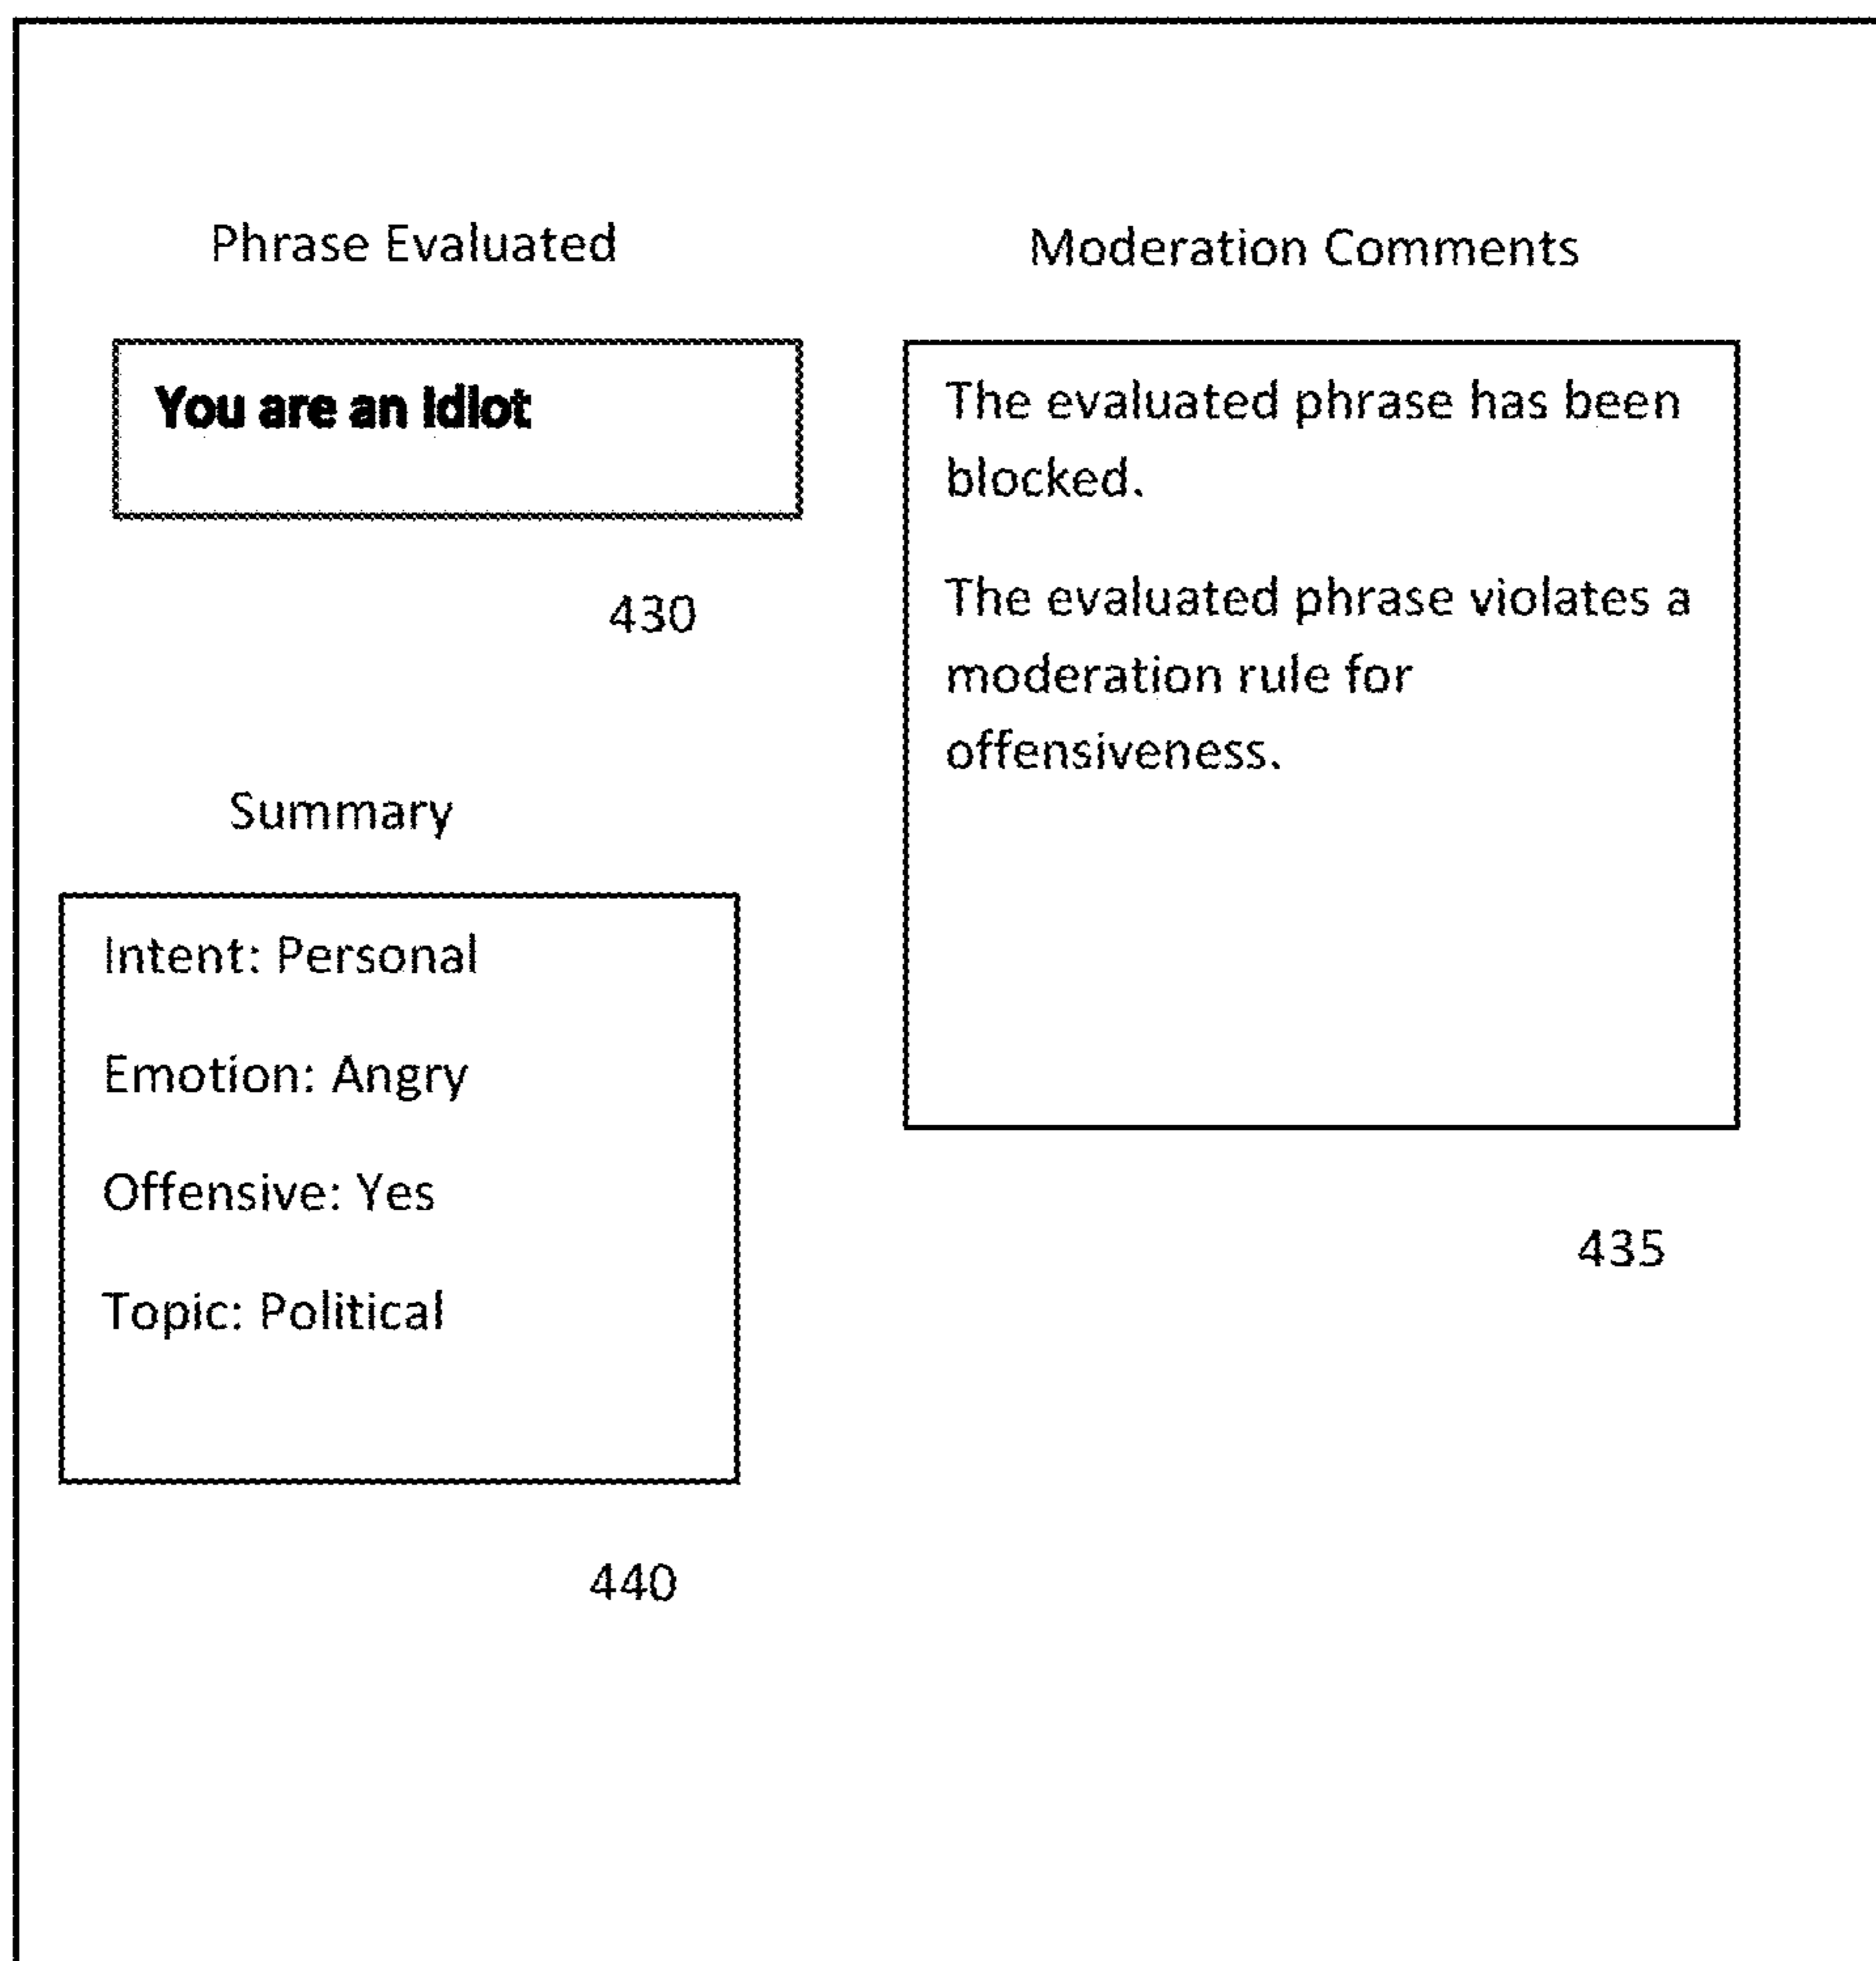 Phrase Evaluated
You are an idiot
430
Summary
Intent: Personal
Emotion: Angry
Offensive: Yes
Topic: Political
440
Moderation Comments
The evaluated phrase has been
blocked.
The evaluated phrase violates a
moderation rule for
offensiveness.
435